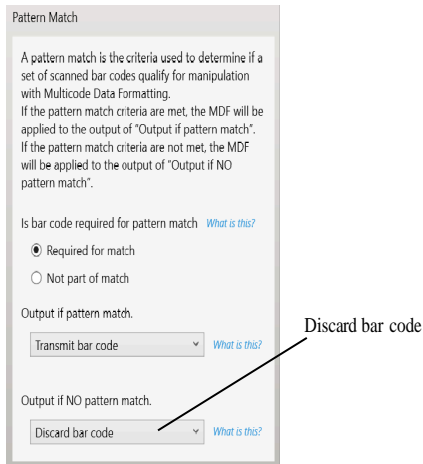 Pattern Match
A pattern match is the criteria used to determine if a
set of scanned bar codes qualify for manipulation
with Multicode Data Formatting.
If the pattern match criteria are met, the MDF will be
applied to the output of “Output if pattern match”.
If the pattern match criteria are not met, the MDF
will be applied to the output of “Output if NO
pattern match”.
Is bar code required for pattern match What is this?
Required for match
Not part of match
Output if pattern match.
Transmit bar code What is this?
Output if NO pattern match.
Discard bar code What is this?
Discard bar code